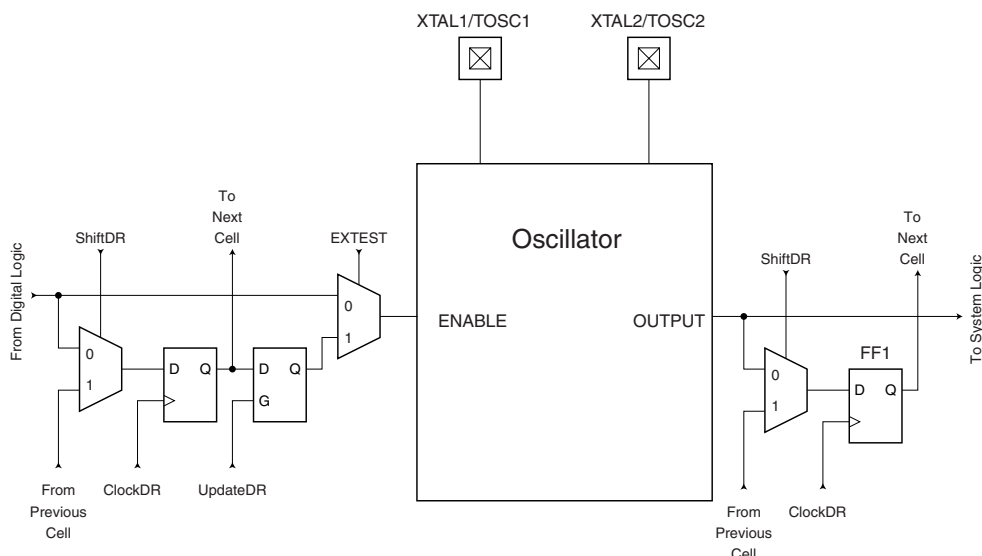 XTAL1/TOSC1
XTAL2/TOSC2
To
Next
Cell
ShiftDR
EXTEST
From Digital Logic
0
1
D Q
D Q
G
0
1
From
Previous
Cell
ClockDR
UpdateDR
Oscillator
ENABLE
OUTPUT
To
Next
Cell
ShiftDR
To System Logic
FF1
0
1
D Q
From
Previous
Cell
ClockDR